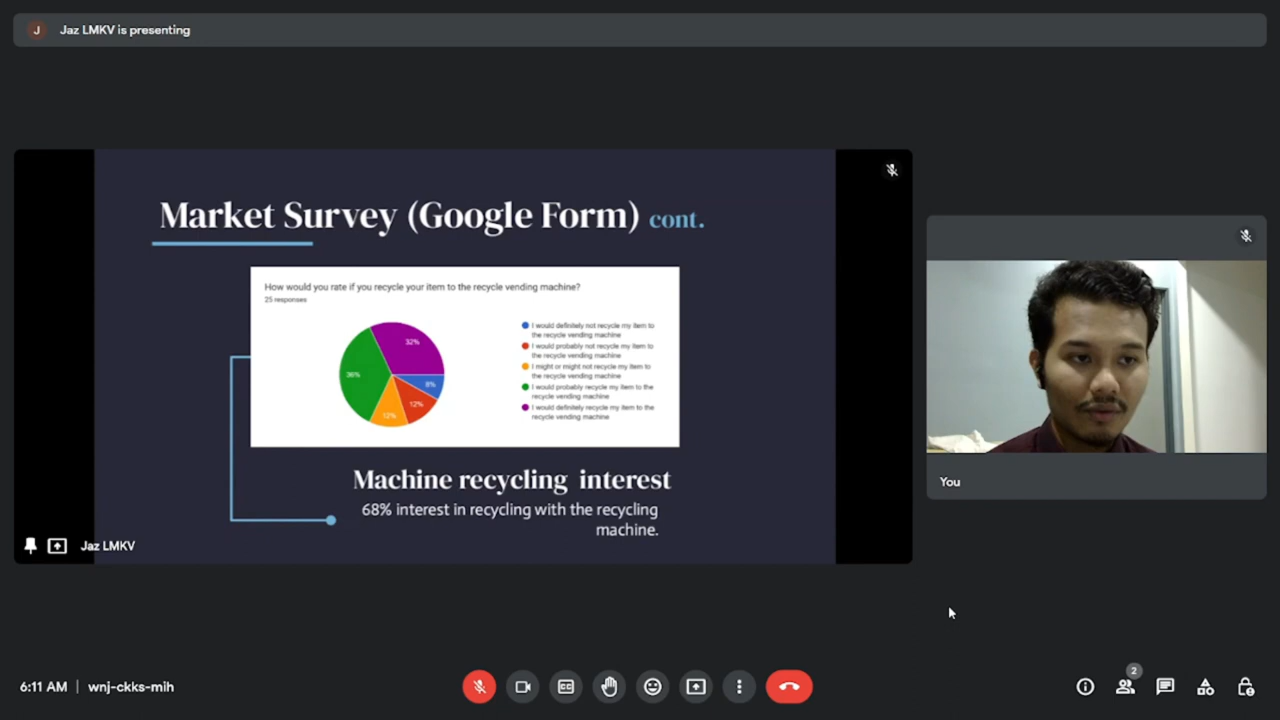 J Jaz LMKV is presenting
Market Survey (Google Form) cont.
How would you rate if you recycle your item to the recycle vending machine?
25 responses
32%
36%
8%
12%
12%
I would definitely not recycle my item to
the recycle vending machine
I would probably not recycle my item to
the recycle vending machine
I might or might not recycle my item to
the recycle vending machine
I would probably recycle my item to the
recycle vending machine
I would definitely recycle my item to the
recycle vending machine
Machine recycling interest
68% interest in recycling with the recycling
machine.
Jaz LMKV
You
6:11 AM | wnj-ckks-mih
2